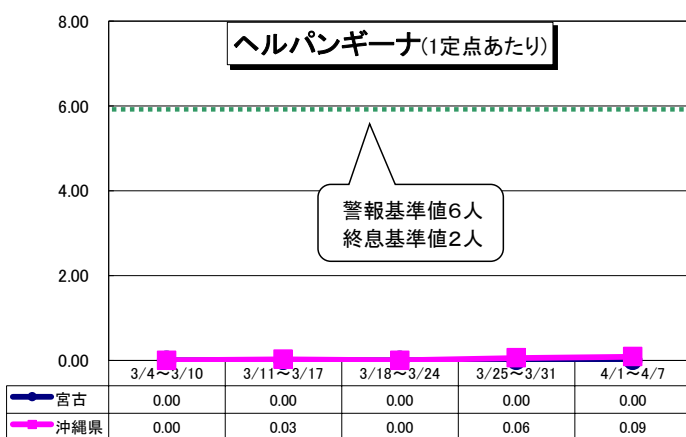 ヘルパンギーナ(1定点あたり)
8.00
6.00
4.00
2.00
0.00
警報基準値6人
終息基準値2人
3/4～3/10 3/11～3/17 3/18～3/24 3/25～3/31 4/1～4/7
宮古 0.00 0.00 0.00 0.00 0.00
沖縄県 0.00 0.03 0.00 0.06 0.09